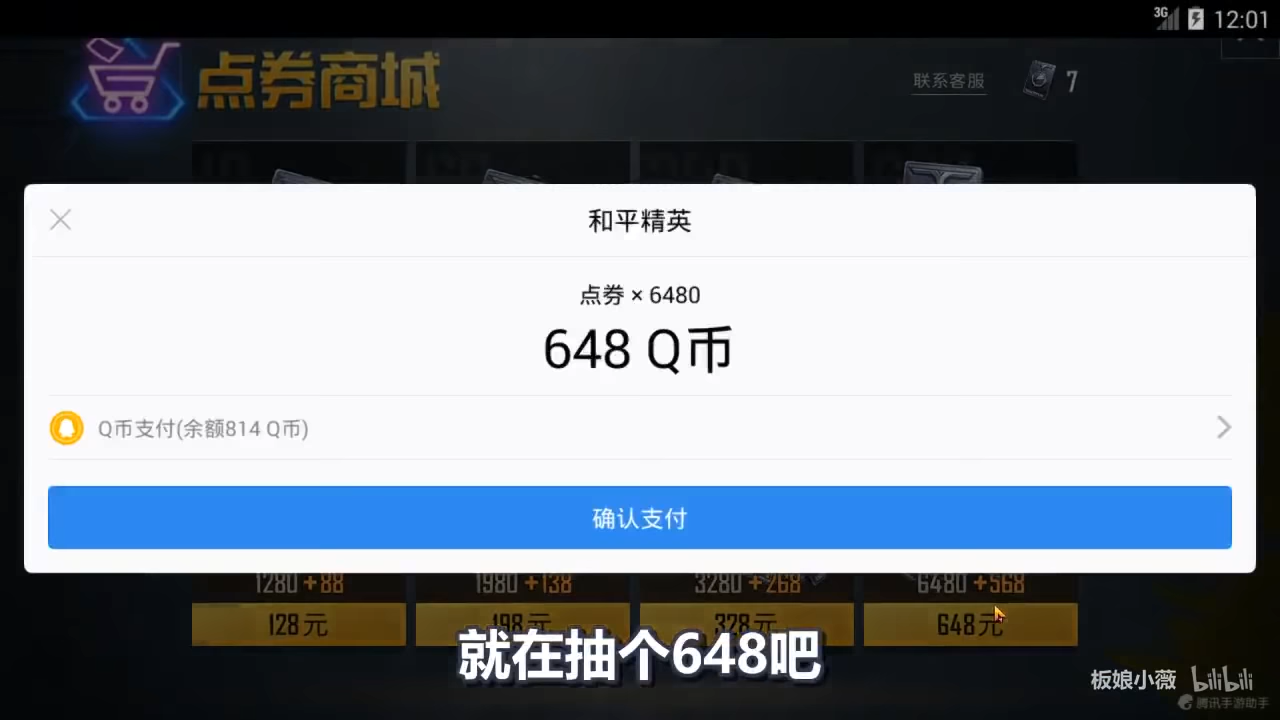 3G 12:01
点券商城
联系客服 7
和平精英
点券 × 6480
648 Q币
Q币支付(余额814 Q币)
确认支付
1280+88 1980+138 3280+268 6480+568
128元 198元 328元 648元
就在抽个648吧
板娘小薇 bilibili
腾讯手游助手